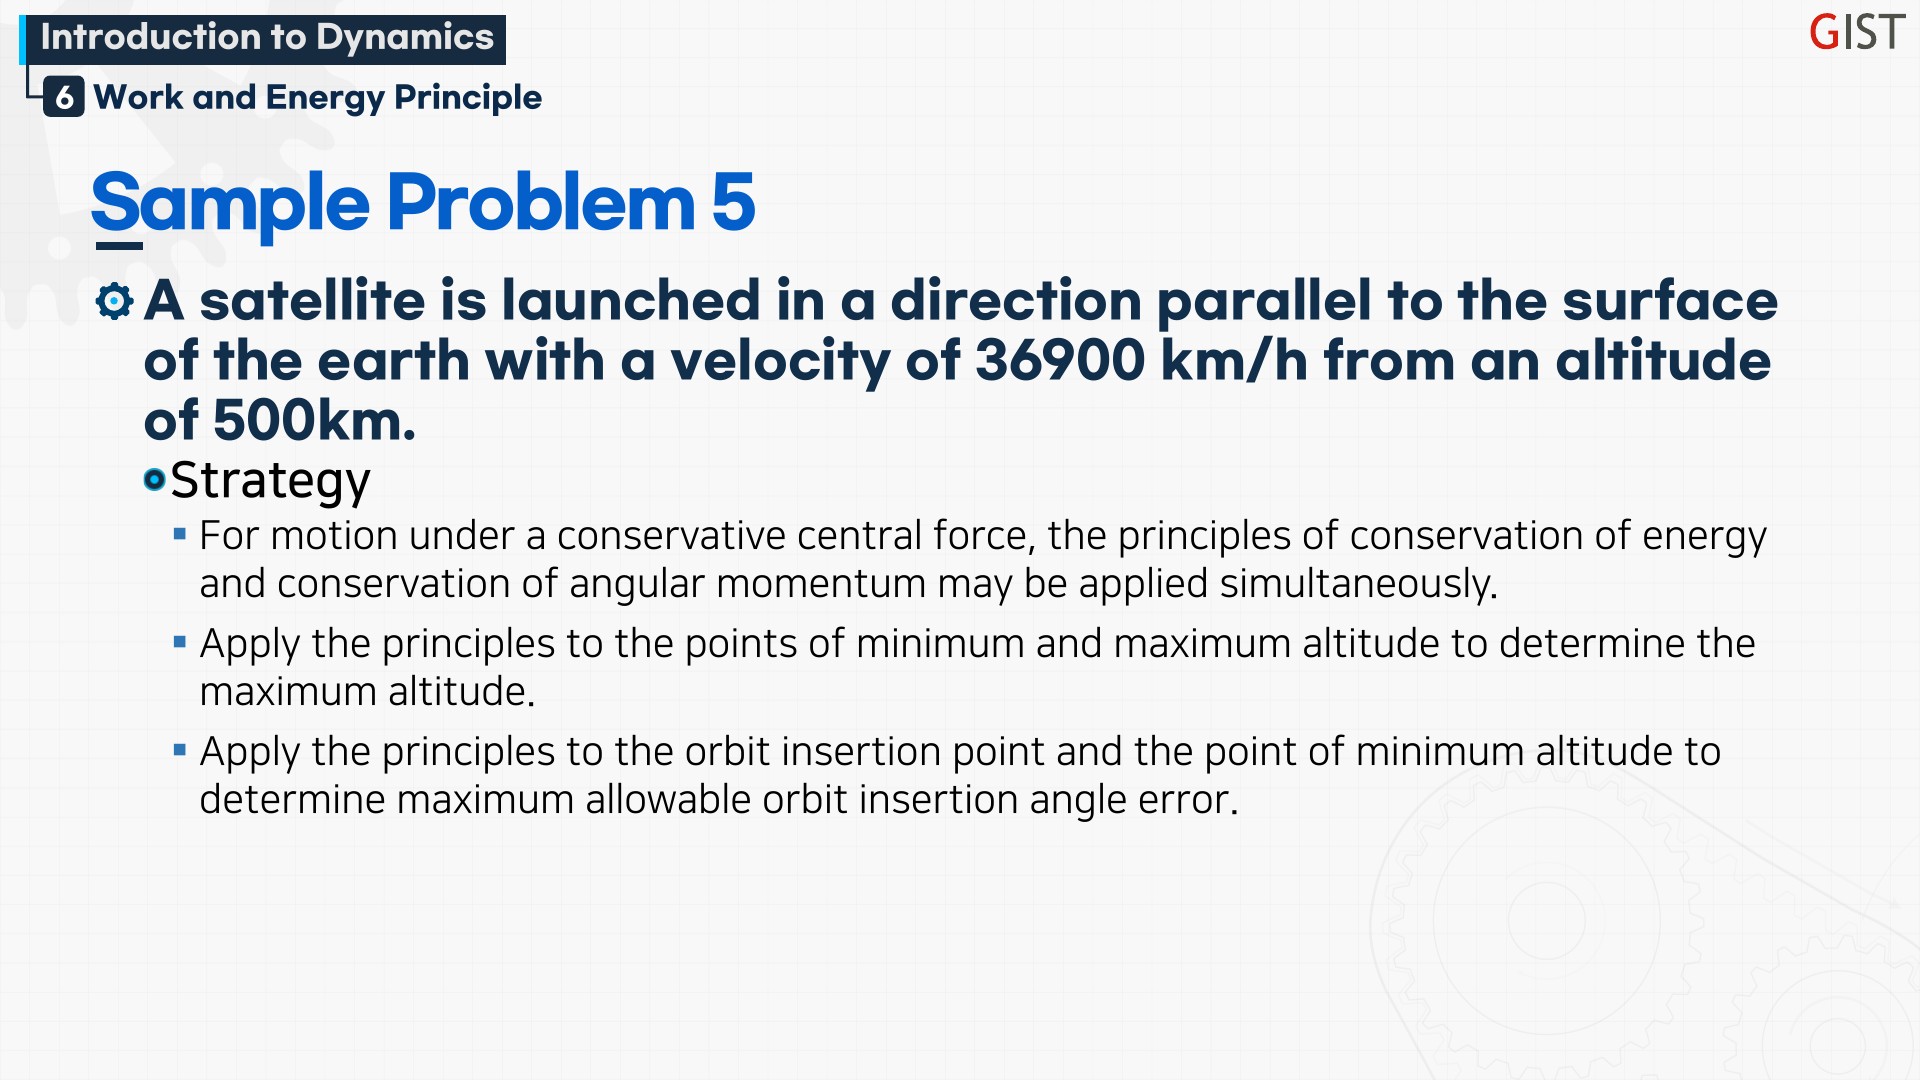 Introduction to Dynamics
GIST
6 Work and Energy Principle
Sample Problem 5
A satellite is launched in a direction parallel to the surface
of the earth with a velocity of 36900 km/h from an altitude
of 500km.
Strategy
For motion under a conservative central force, the principles of conservation of energy
and conservation of angular momentum may be applied simultaneously.
Apply the principles to the points of minimum and maximum altitude to determine the
maximum altitude.
Apply the principles to the orbit insertion point and the point of minimum altitude to
determine maximum allowable orbit insertion angle error.